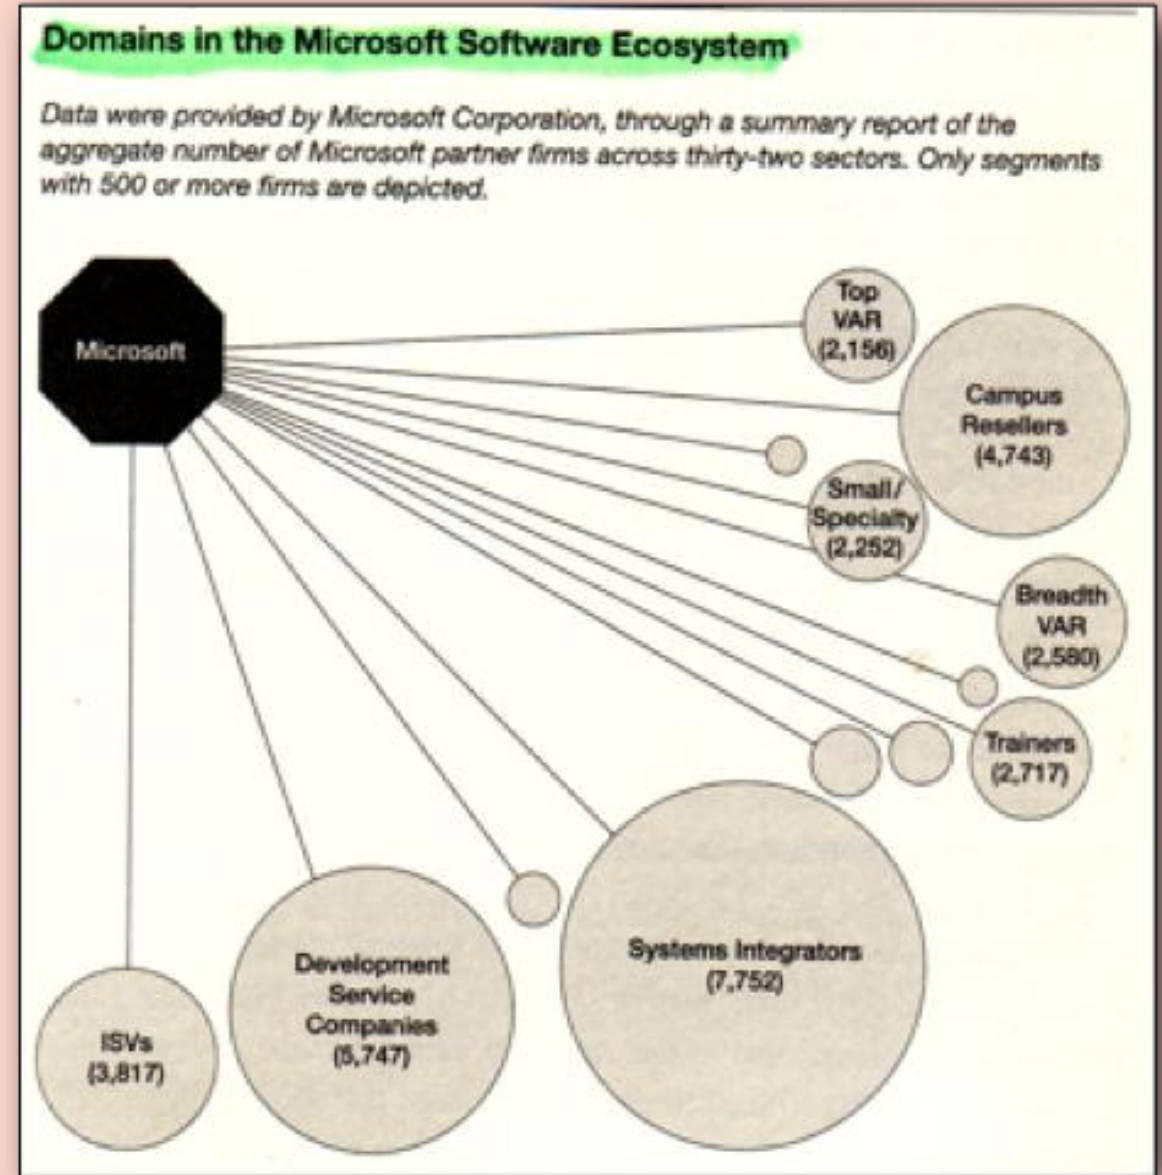 Domains in the Microsoft Software Ecosystem
Data were provided by Microsoft Corporation, through a summary report of the
aggregate number of Microsoft partner firms across thirty-two sectors. Only segments
with 500 or more firms are depicted.
Microsoft
Top
VAR
(2,156)
Campus
Resellers
(4,743)
Small/
Specialty
(2,252)
Breadth
VAR
(2,580)
Trainers
(2,717)
Systems Integrators
(7,752)
Development
Service
Companies
(5,747)
ISVs
(3,817)